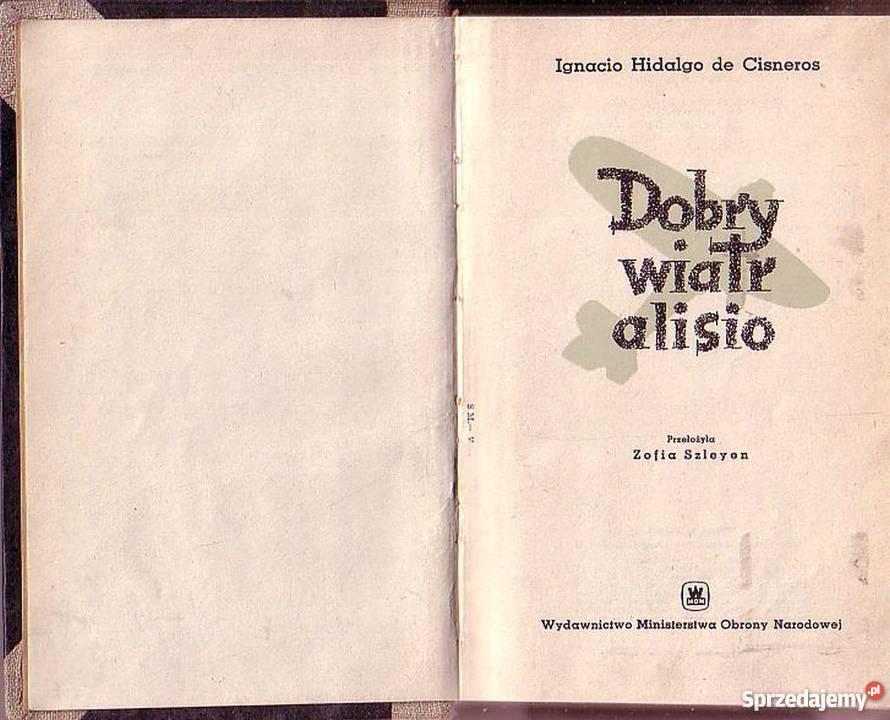 Ignacio Hidalgo de Cisneros
Dobry
wiatr
alisio
Przełożyła
Zofia Szleyen
W
MON
Wydawnictwo Ministerstwa Obrony Narodowej
Sprzedajemy.pl